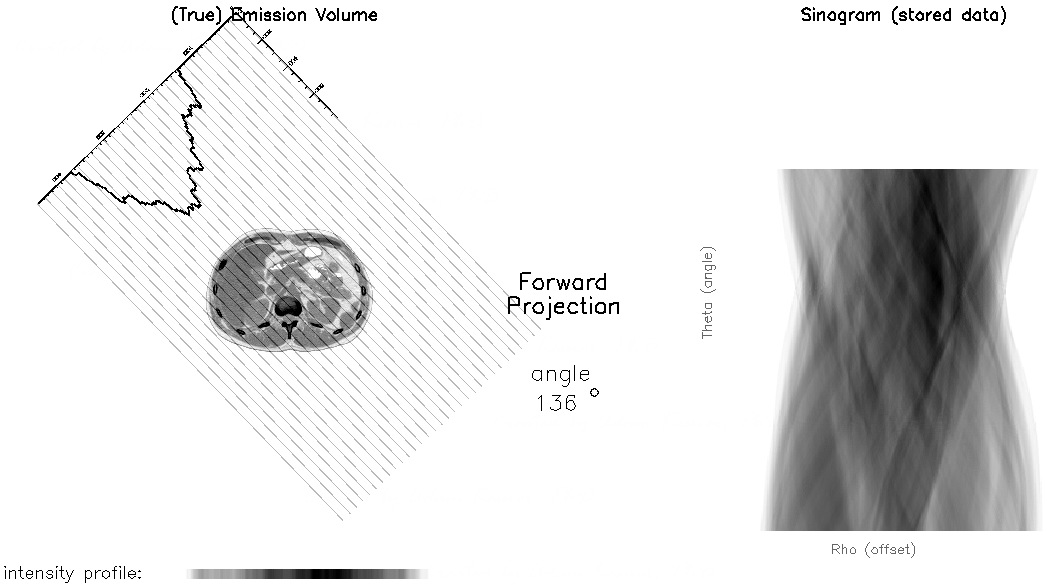 (True) Emission Volume
Sinogram (stored data)
Forward
Projection
angle
136 °
Theta (angle)
Rho (offset)
intensity profile: